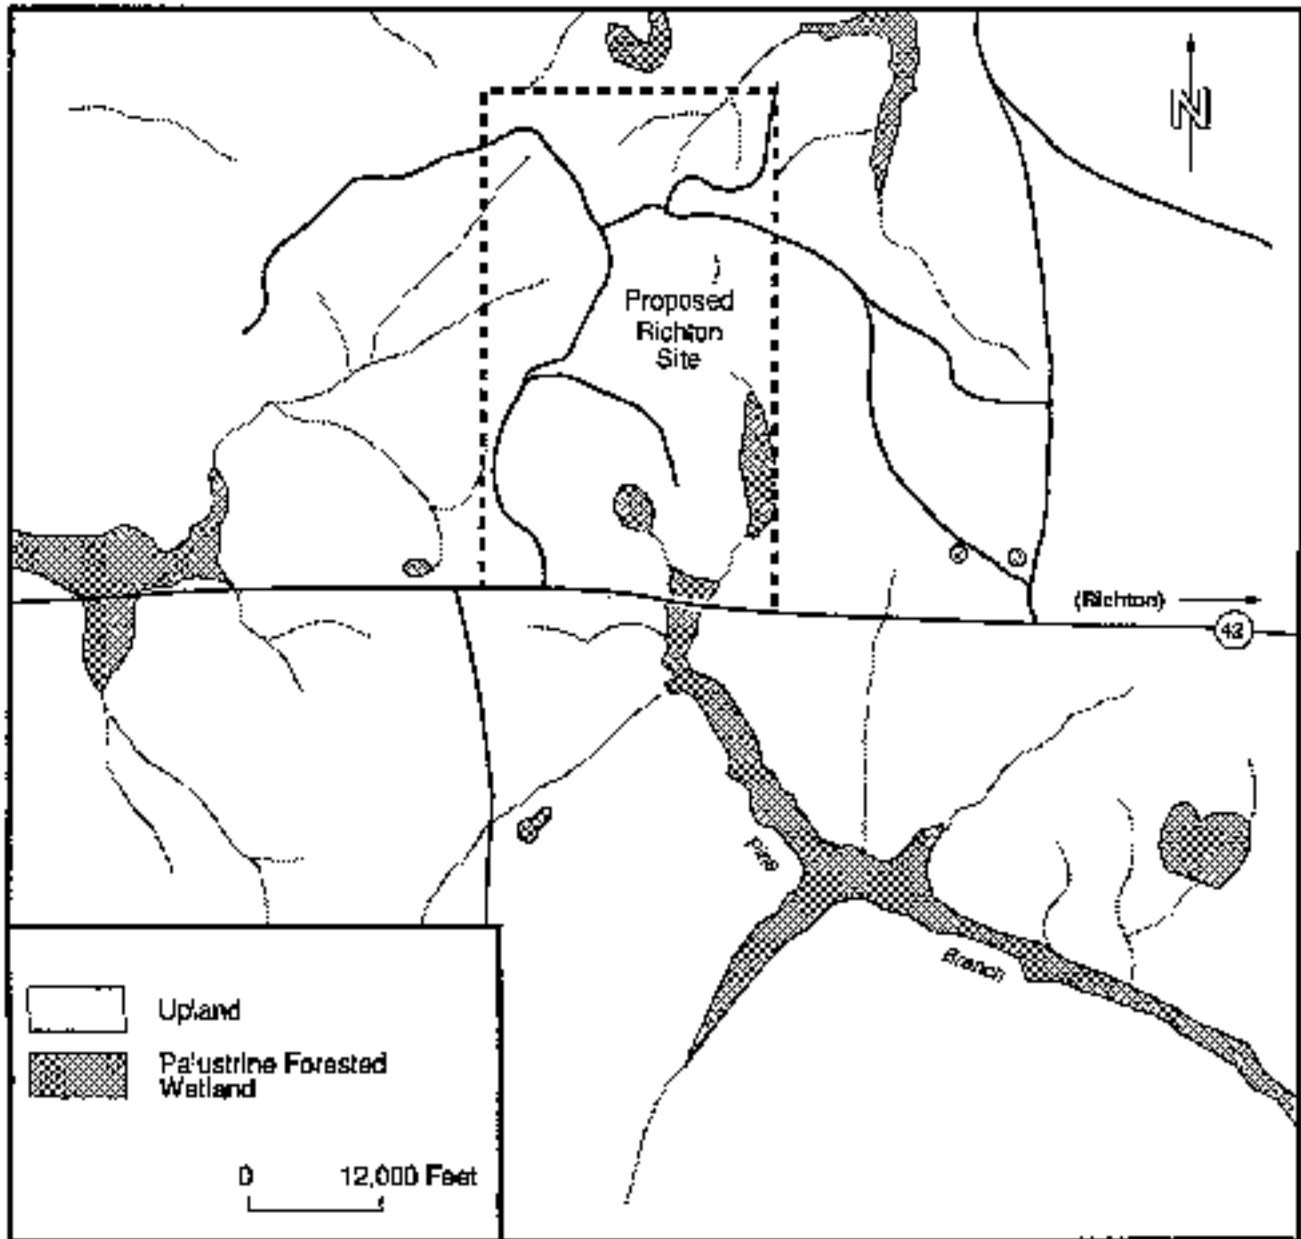 N
Proposed
Richton
Site
(Richton)
42
Pine
Branch
Upland
Palustrine Forested
Wetland
0 12,000 Feet